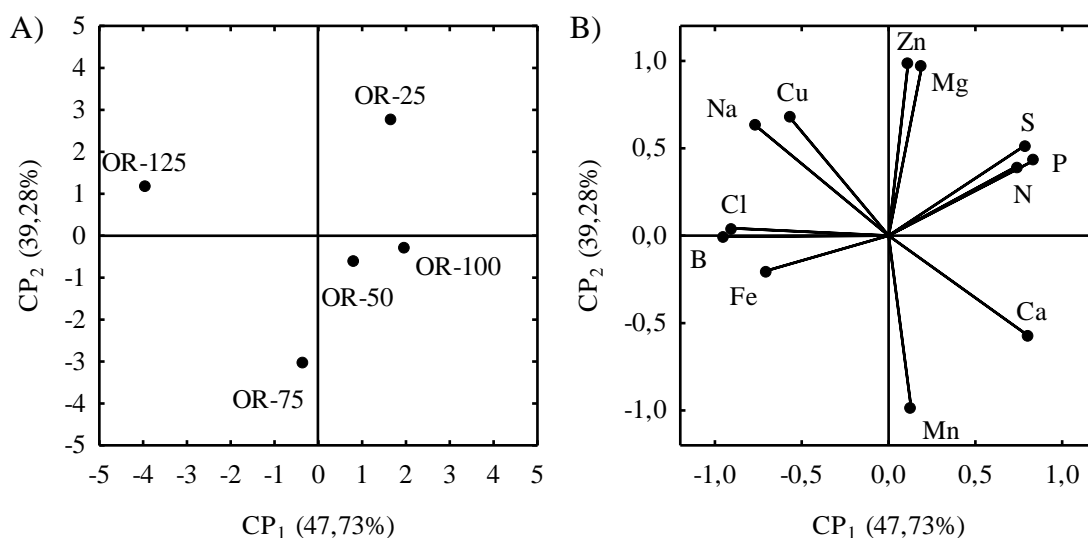 A)
5
4
3
2
1
0
-1
-2
-3
-4
-5
-5 -4 -3 -2 -1 0 1 2 3 4 5
CP2 (39,28%)
CP1 (47,73%)
OR-25
OR-125
OR-100
OR-50
OR-75
B)
1,0
0,5
0,0
-0,5
-1,0
-1,0 -0,5 0,0 0,5 1,0
CP2 (39,28%)
CP1 (47,73%)
Zn
Mg
Cu
Na
S
P
N
Cl
B
Fe
Ca
Mn